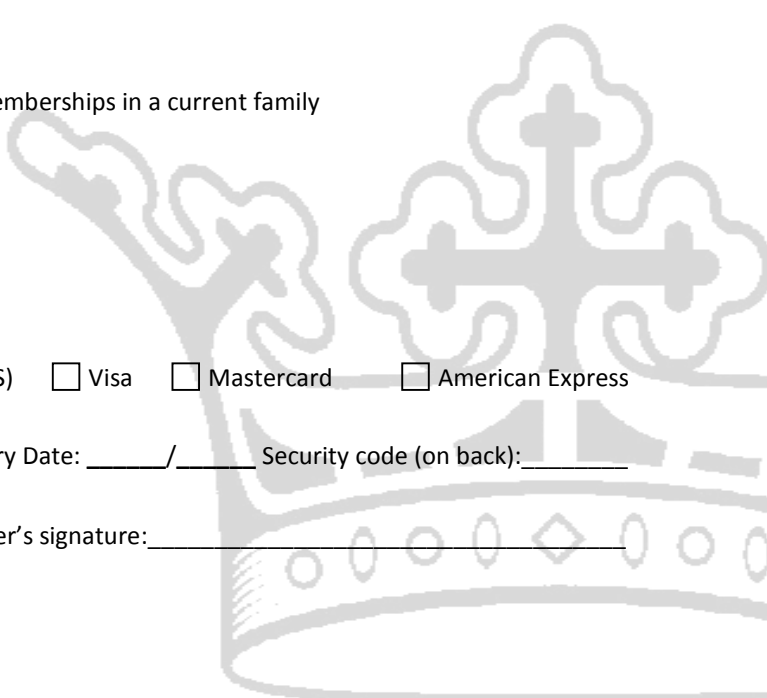 emberships in a current family
S) ☐ Visa ☐ Mastercard ☐ American Express
ry Date: ______/______ Security code (on back):________
er’s signature:____________________________________